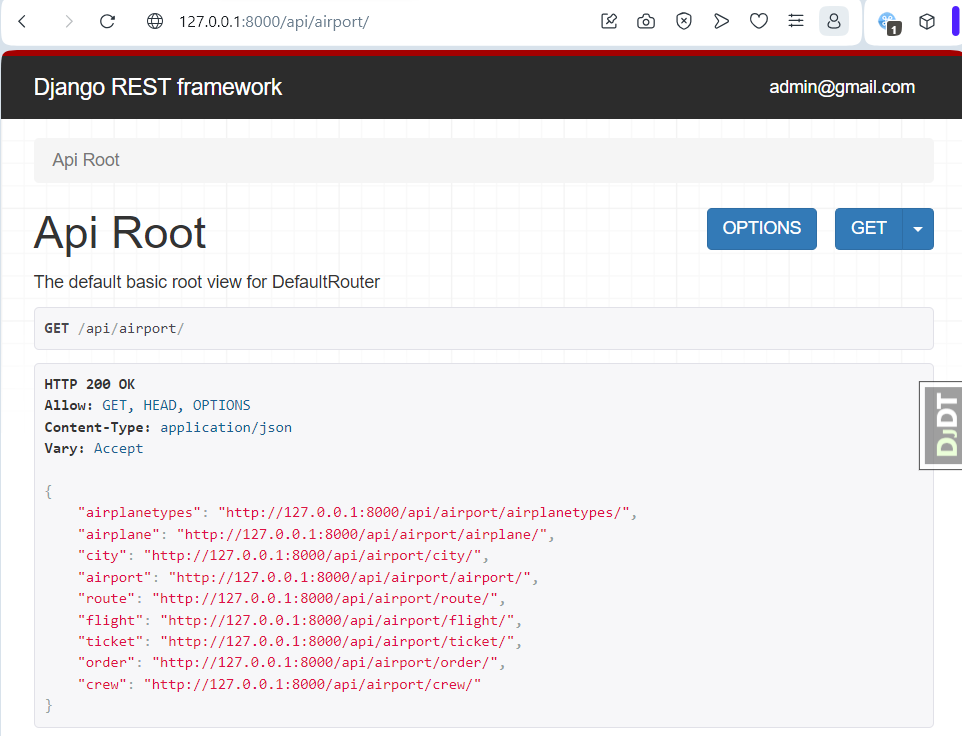 127.0.0.1:8000/api/airport/
1
Django REST framework
admin@gmail.com
Api Root
Api Root
OPTIONS
GET
The default basic root view for DefaultRouter
GET /api/airport/
HTTP 200 OK
Allow: GET, HEAD, OPTIONS
Content-Type: application/json
Vary: Accept
{
    "airplanetypes": "http://127.0.0.1:8000/api/airport/airplanetypes/",
    "airplane": "http://127.0.0.1:8000/api/airport/airplane/",
    "city": "http://127.0.0.1:8000/api/airport/city/",
    "airport": "http://127.0.0.1:8000/api/airport/airport/",
    "route": "http://127.0.0.1:8000/api/airport/route/",
    "flight": "http://127.0.0.1:8000/api/airport/flight/",
    "ticket": "http://127.0.0.1:8000/api/airport/ticket/",
    "order": "http://127.0.0.1:8000/api/airport/order/",
    "crew": "http://127.0.0.1:8000/api/airport/crew/"
}
DjDT